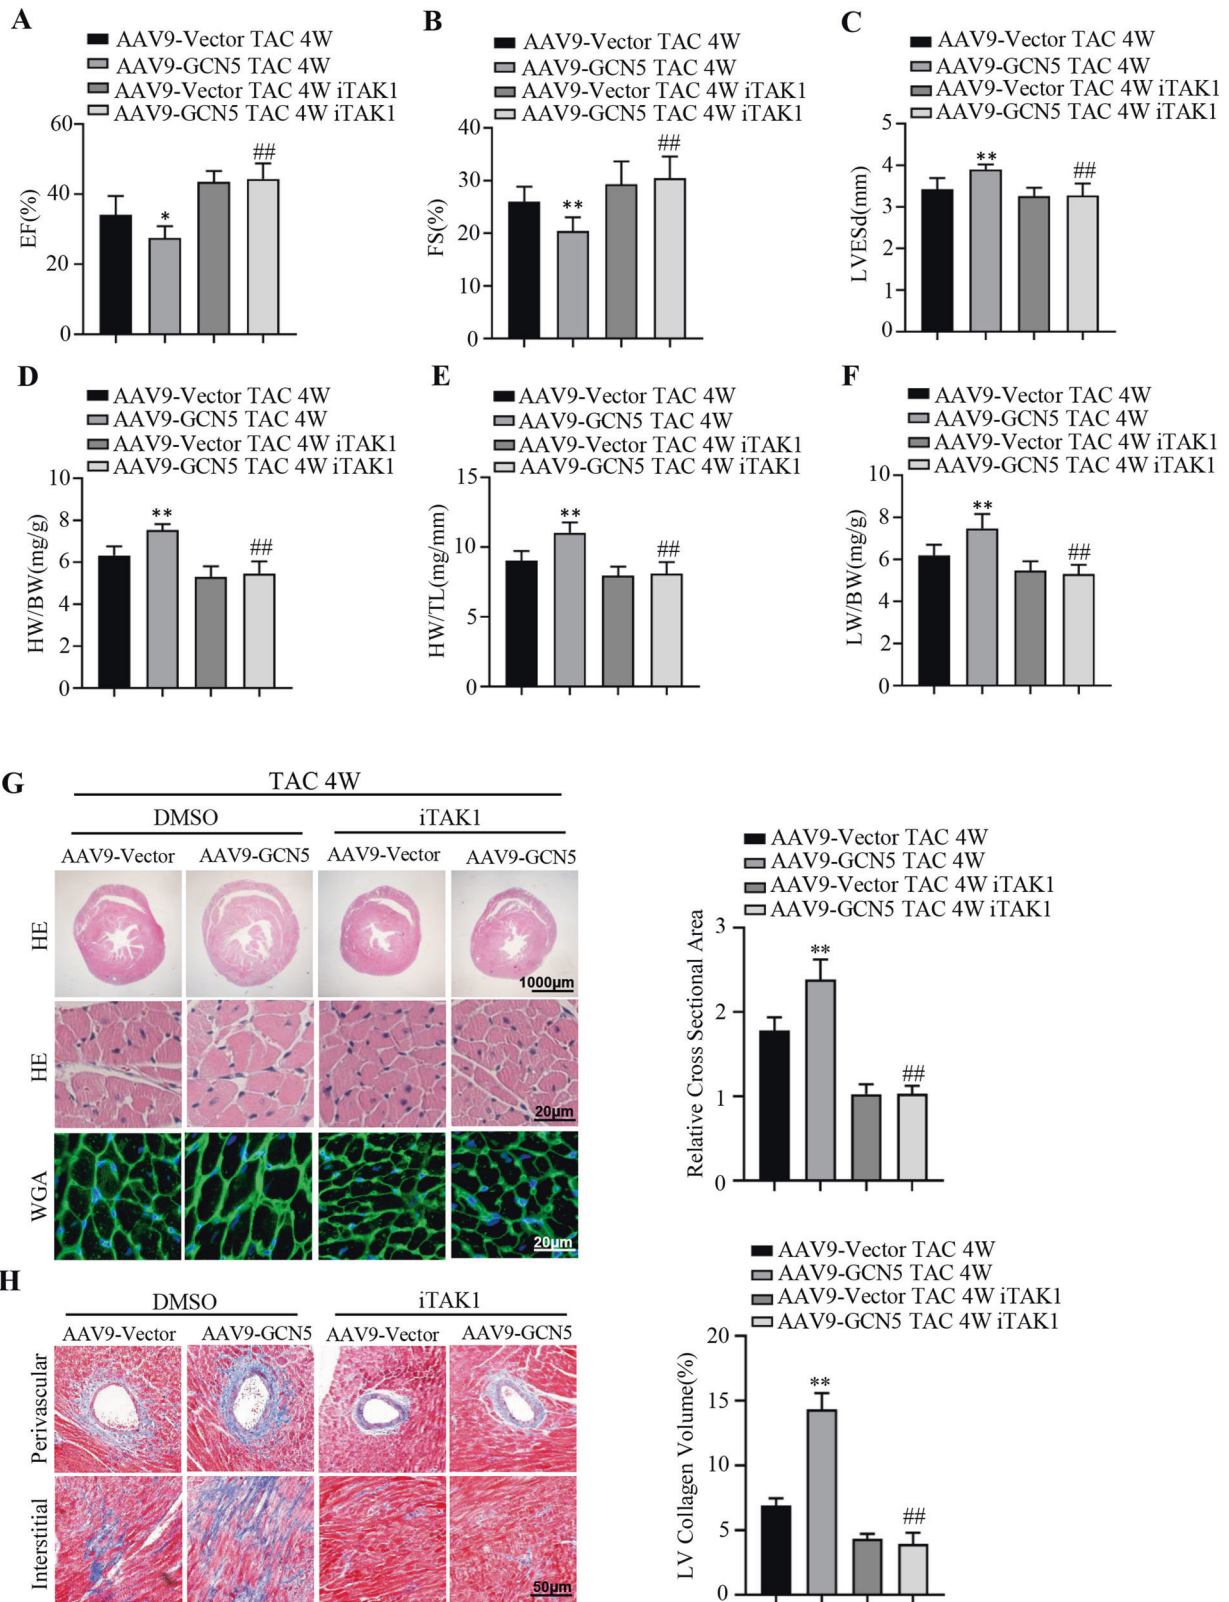 A
AAV9-Vector TAC 4W
AAV9-GCN5 TAC 4W
AAV9-Vector TAC 4W iTAK1
AAV9-GCN5 TAC 4W iTAK1
EF(%)
60
40
20
0
*
##
B
AAV9-Vector TAC 4W
AAV9-GCN5 TAC 4W
AAV9-Vector TAC 4W iTAK1
AAV9-GCN5 TAC 4W iTAK1
FS(%)
40
30
20
10
0
**
##
C
AAV9-Vector TAC 4W
AAV9-GCN5 TAC 4W
AAV9-Vector TAC 4W iTAK1
AAV9-GCN5 TAC 4W iTAK1
LVESd(mm)
5
4
3
2
1
0
**
##
D
AAV9-Vector TAC 4W
AAV9-GCN5 TAC 4W
AAV9-Vector TAC 4W iTAK1
AAV9-GCN5 TAC 4W iTAK1
HW/BW(mg/g)
10
8
6
4
2
0
**
##
E
AAV9-Vector TAC 4W
AAV9-GCN5 TAC 4W
AAV9-Vector TAC 4W iTAK1
AAV9-GCN5 TAC 4W iTAK1
HW/TL(mg/mm)
15
10
5
0
**
##
F
AAV9-Vector TAC 4W
AAV9-GCN5 TAC 4W
AAV9-Vector TAC 4W iTAK1
AAV9-GCN5 TAC 4W iTAK1
LW/BW(mg/g)
10
8
6
4
2
0
**
##
G
TAC 4W
DMSO
iTAK1
AAV9-Vector
AAV9-GCN5
AAV9-Vector
AAV9-GCN5
HE
1000μm
HE
20μm
WGA
20μm
AAV9-Vector TAC 4W
AAV9-GCN5 TAC 4W
AAV9-Vector TAC 4W iTAK1
AAV9-GCN5 TAC 4W iTAK1
Relative Cross Sectional Area
3
2
1
0
**
##
H
DMSO
iTAK1
AAV9-Vector
AAV9-GCN5
AAV9-Vector
AAV9-GCN5
Perivascular
Interstitial
50μm
AAV9-Vector TAC 4W
AAV9-GCN5 TAC 4W
AAV9-Vector TAC 4W iTAK1
AAV9-GCN5 TAC 4W iTAK1
LV Collagen Volume(%)
20
15
10
5
0
**
##